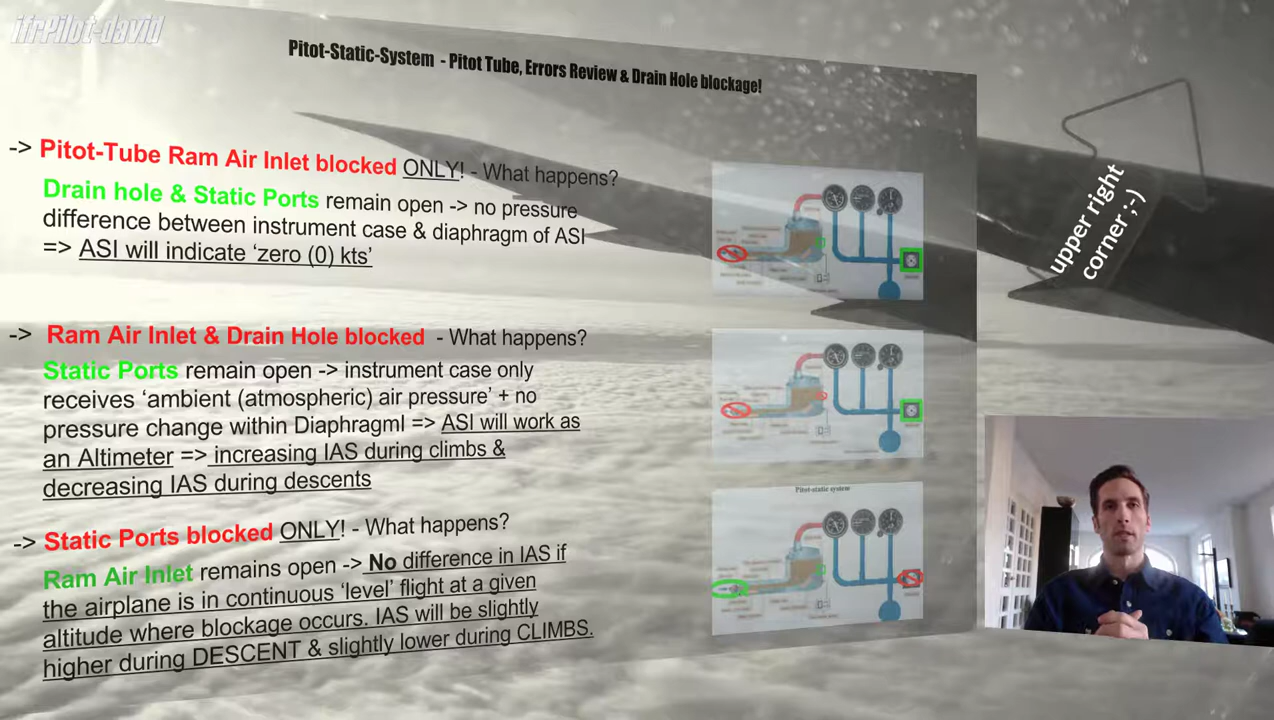 ifrPilot-david
Pitot-Static-System - Pitot Tube, Errors Review & Drain Hole blockage!
-> Pitot-Tube Ram Air Inlet blocked ONLY! - What happens?
Drain hole & Static Ports remain open -> no pressure
difference between instrument case & diaphragm of ASI
=> ASI will indicate ‘zero (0) kts’
-> Ram Air Inlet & Drain Hole blocked - What happens?
Static Ports remain open -> instrument case only
receives ‘ambient (atmospheric) air pressure’ + no
pressure change within Diaphragml => ASI will work as
an Altimeter => increasing IAS during climbs &
decreasing IAS during descents
-> Static Ports blocked ONLY! - What happens?
Ram Air Inlet remains open -> No difference in IAS if
the airplane is in continuous ‘level’ flight at a given
altitude where blockage occurs. IAS will be slightly
higher during DESCENT & slightly lower during CLIMBS.
Pitot-static system
upper right
corner ;-)